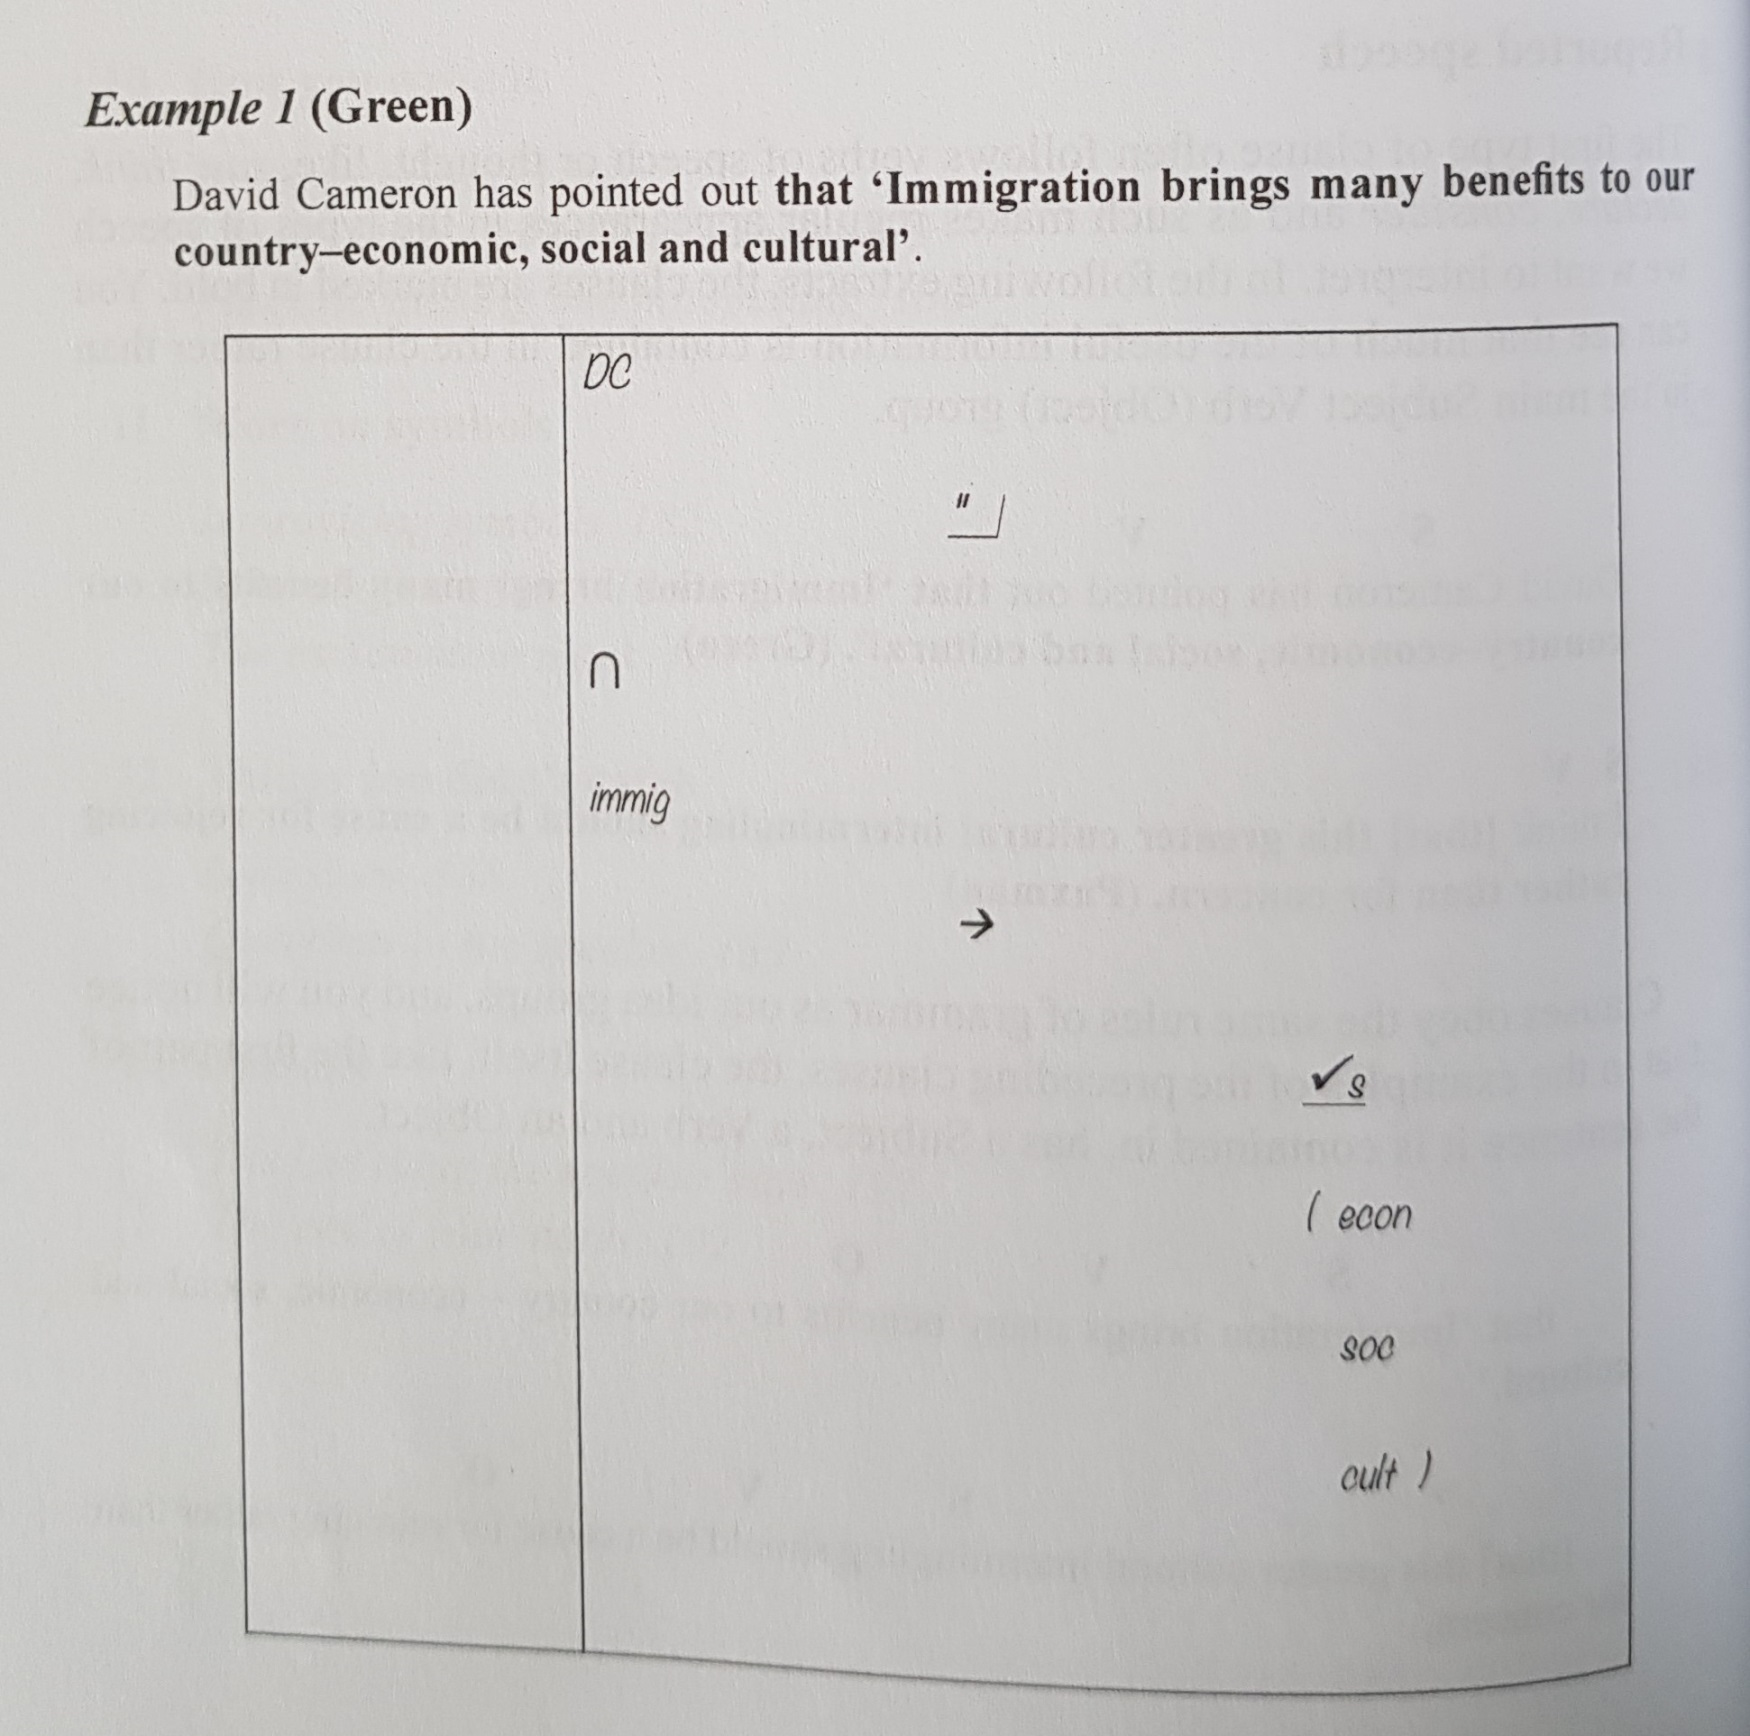 Example 1 (Green)
David Cameron has pointed out that ‘Immigration brings many benefits to our
country–economic, social and cultural’.
DC
"
∩
immig
→
✓s
( econ
soc
cult )